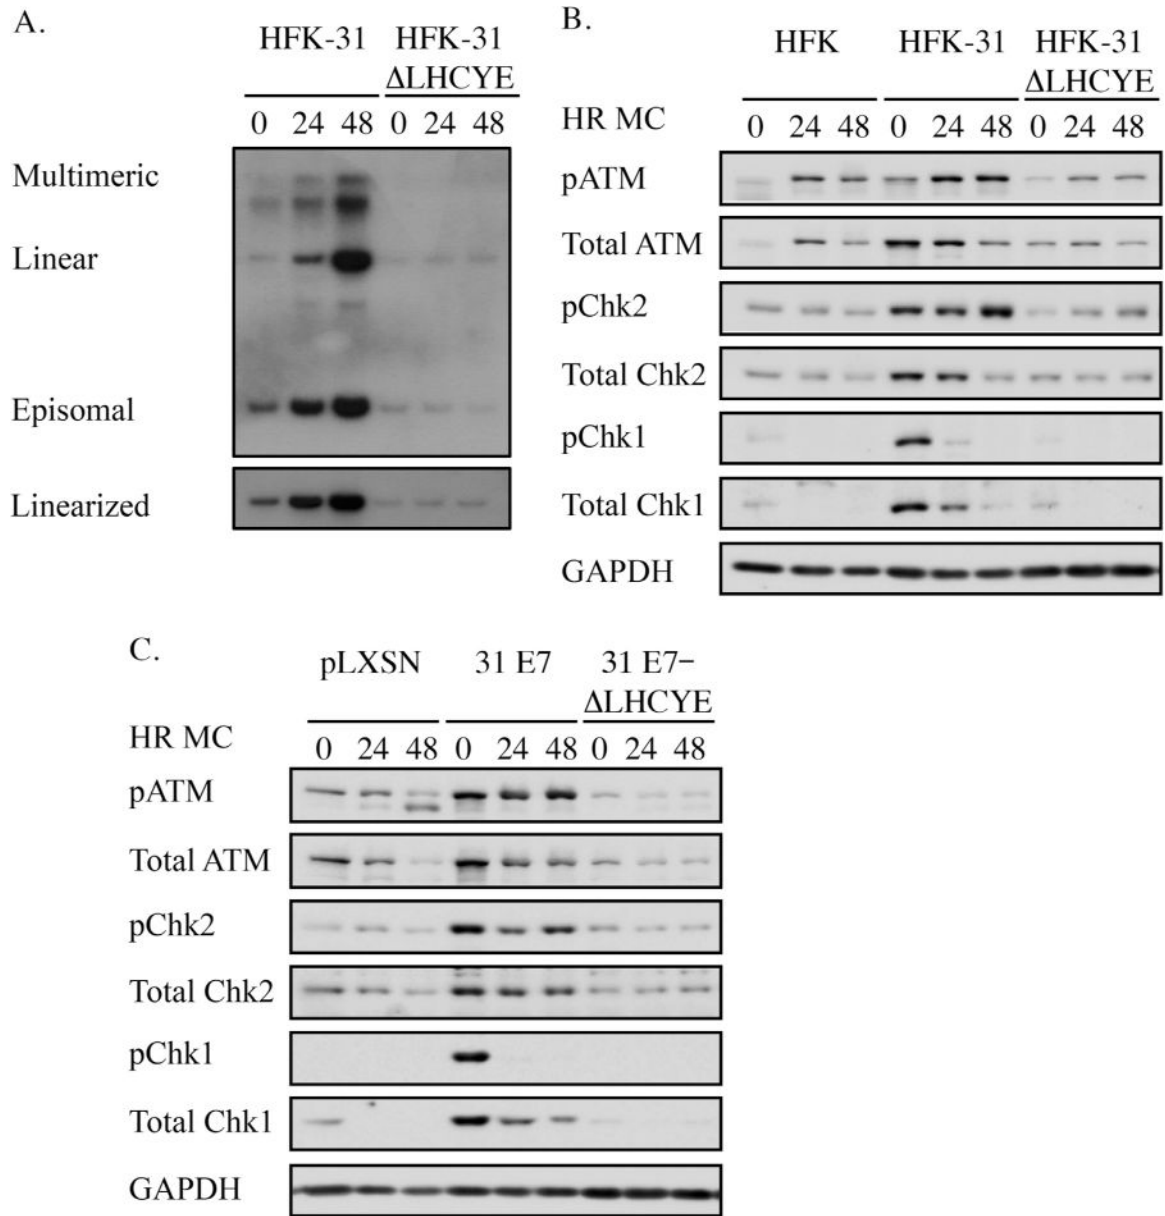 A.
HFK-31 HFK-31
ΔLHCYE
0 24 48 0 24 48
Multimeric
Linear
Episomal
Linearized
B.
HFK HFK-31 HFK-31
ΔLHCYE
HR MC 0 24 48 0 24 48 0 24 48
pATM
Total ATM
pChk2
Total Chk2
pChk1
Total Chk1
GAPDH
C.
pLXSN 31 E7 31 E7−
ΔLHCYE
HR MC 0 24 48 0 24 48 0 24 48
pATM
Total ATM
pChk2
Total Chk2
pChk1
Total Chk1
GAPDH